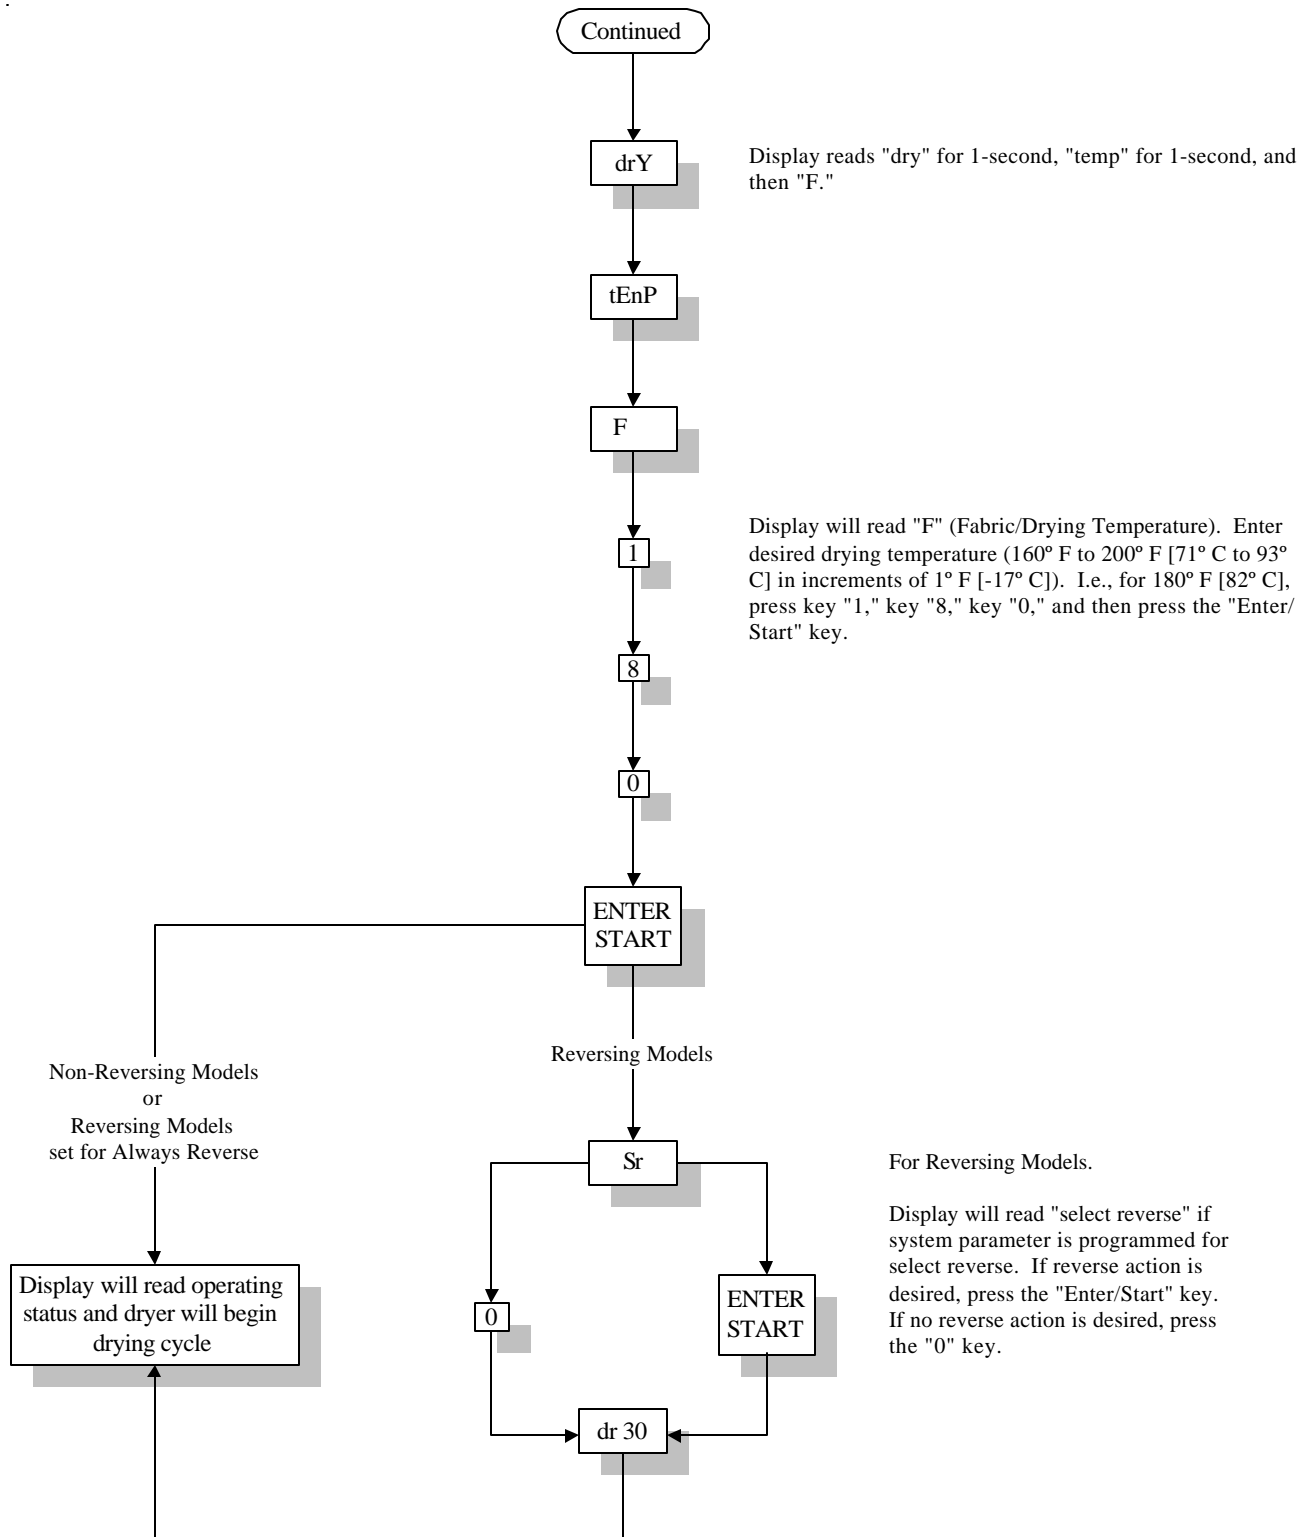 Continued
drY
Display reads "dry" for 1-second, "temp" for 1-second, and
then "F."
tEnP
F
Display will read "F" (Fabric/Drying Temperature).  Enter
desired drying temperature (160º F to 200º F [71º C to 93º
C] in increments of 1º F [-17º C]).  I.e., for 180º F [82º C],
press key "1," key "8," key "0," and then press the "Enter/
Start" key.
1
8
0
ENTER
START
Non-Reversing Models
or
Reversing Models
set for Always Reverse
Reversing Models
Sr
For Reversing Models.
Display will read "select reverse" if
system parameter is programmed for
select reverse.  If reverse action is
desired, press the "Enter/Start" key.
If no reverse action is desired, press
the "0" key.
Display will read operating
status and dryer will begin
drying cycle
0
ENTER
START
dr 30